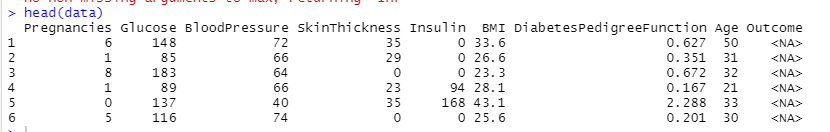 no non-missing arguments to max; returning -Inf
> head(data)
Pregnancies Glucose BloodPressure SkinThickness Insulin BMI DiabetesPedigreeFunction Age Outcome
1 6 148 72 35 0 33.6 0.627 50 <NA>
2 1 85 66 29 0 26.6 0.351 31 <NA>
3 8 183 64 0 0 23.3 0.672 32 <NA>
4 1 89 66 23 94 28.1 0.167 21 <NA>
5 0 137 40 35 168 43.1 2.288 33 <NA>
6 5 116 74 0 0 25.6 0.201 30 <NA>
>